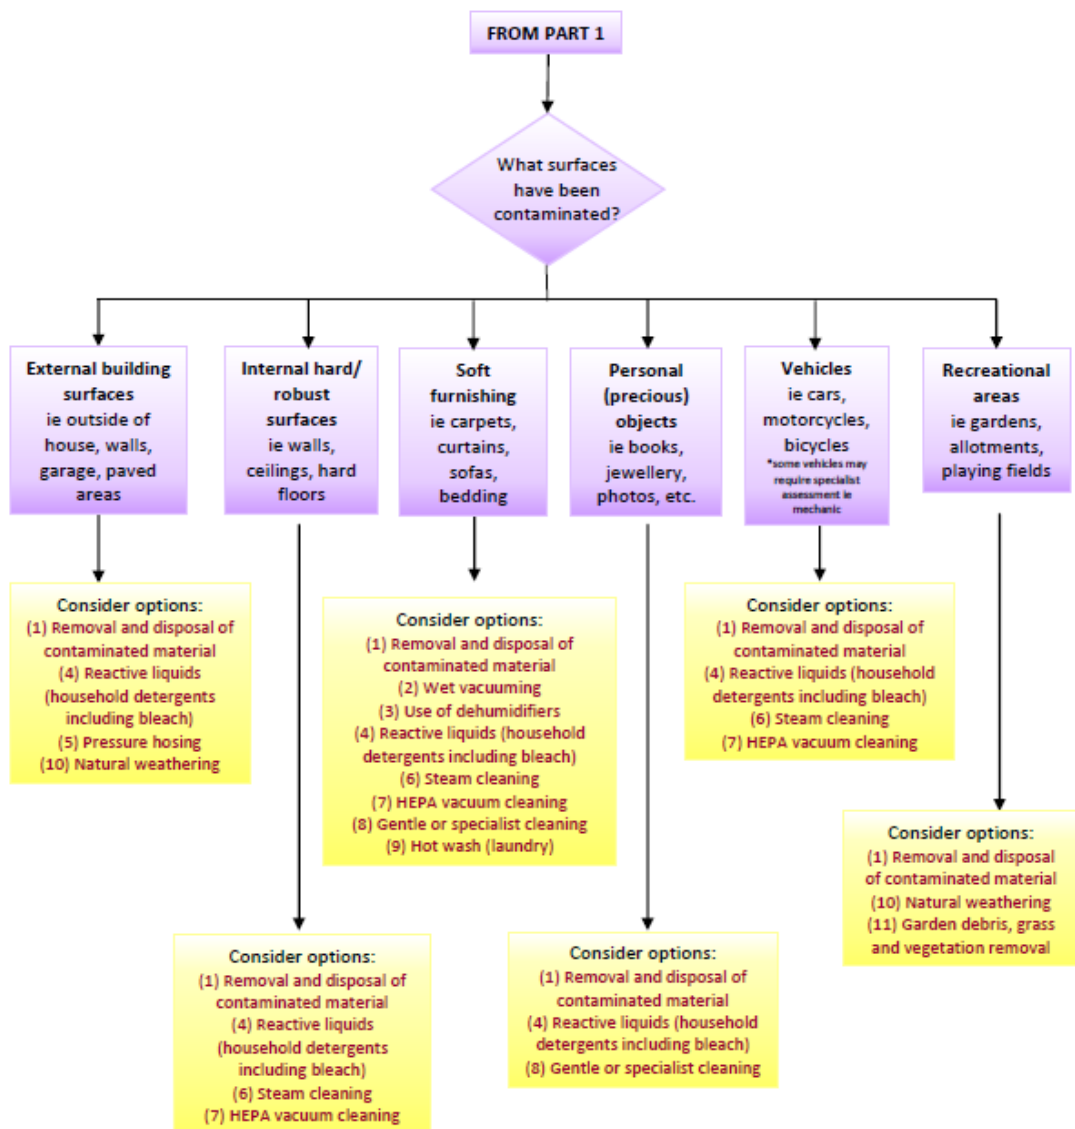 FROM PART 1
What surfaces
have been
contaminated?
External building
surfaces
ie outside of
house, walls,
garage, paved
areas
Internal hard/
robust surfaces
ie walls,
ceilings, hard
floors
Soft
furnishing
ie carpets,
curtains,
sofas,
bedding
Personal
(precious)
objects
ie books,
jewellery,
photos, etc.
Vehicles
ie cars,
motorcycles,
bicycles
*some vehicles may
require specialist
assessment ie
mechanic
Recreational
areas
ie gardens,
allotments,
playing fields
Consider options:
(1) Removal and disposal of
contaminated material
(4) Reactive liquids
(household detergents
including bleach)
(5) Pressure hosing
(10) Natural weathering
Consider options:
(1) Removal and disposal of
contaminated material
(4) Reactive liquids
(household detergents
including bleach)
(6) Steam cleaning
(7) HEPA vacuum cleaning
Consider options:
(1) Removal and disposal of
contaminated material
(2) Wet vacuuming
(3) Use of dehumidifiers
(4) Reactive liquids (household
detergents including bleach)
(6) Steam cleaning
(7) HEPA vacuum cleaning
(8) Gentle or specialist cleaning
(9) Hot wash (laundry)
Consider options:
(1) Removal and disposal of
contaminated material
(4) Reactive liquids (household
detergents including bleach)
(8) Gentle or specialist cleaning
Consider options:
(1) Removal and disposal of
contaminated material
(4) Reactive liquids (household
detergents including bleach)
(6) Steam cleaning
(7) HEPA vacuum cleaning
Consider options:
(1) Removal and disposal
of contaminated material
(10) Natural weathering
(11) Garden debris, grass
and vegetation removal